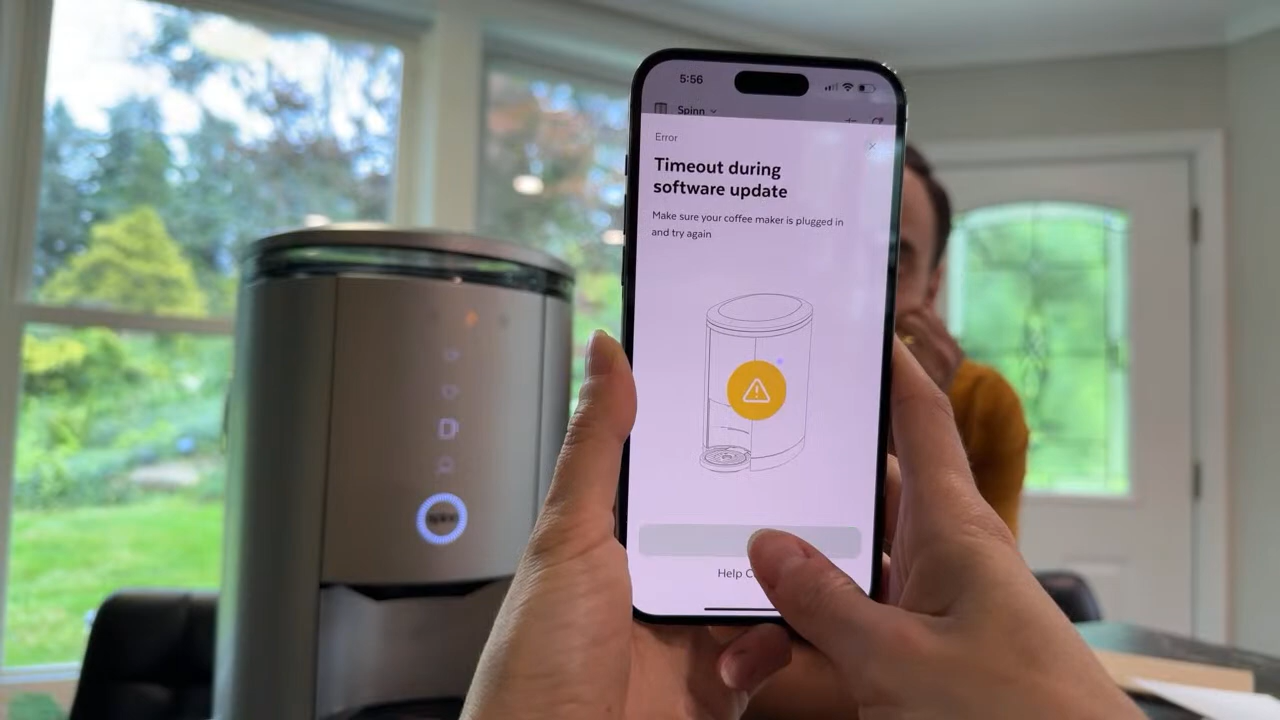 5:56
Spinn
Error
Timeout during
software update
Make sure your coffee maker is plugged in
and try again
Help C